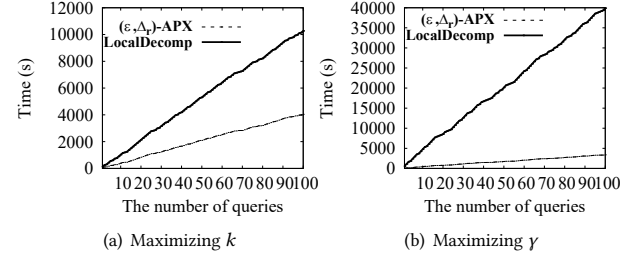 (ε,Δr)-APX
LocalDecomp
Time (s)
12000
10000
8000
6000
4000
2000
0
10 20 30 40 50 60 70 80 90 100
The number of queries
(a) Maximizing k
(ε,Δr)-APX
LocalDecomp
Time (s)
40000
35000
30000
25000
20000
15000
10000
5000
0
10 20 30 40 50 60 70 80 90 100
The number of queries
(b) Maximizing γ